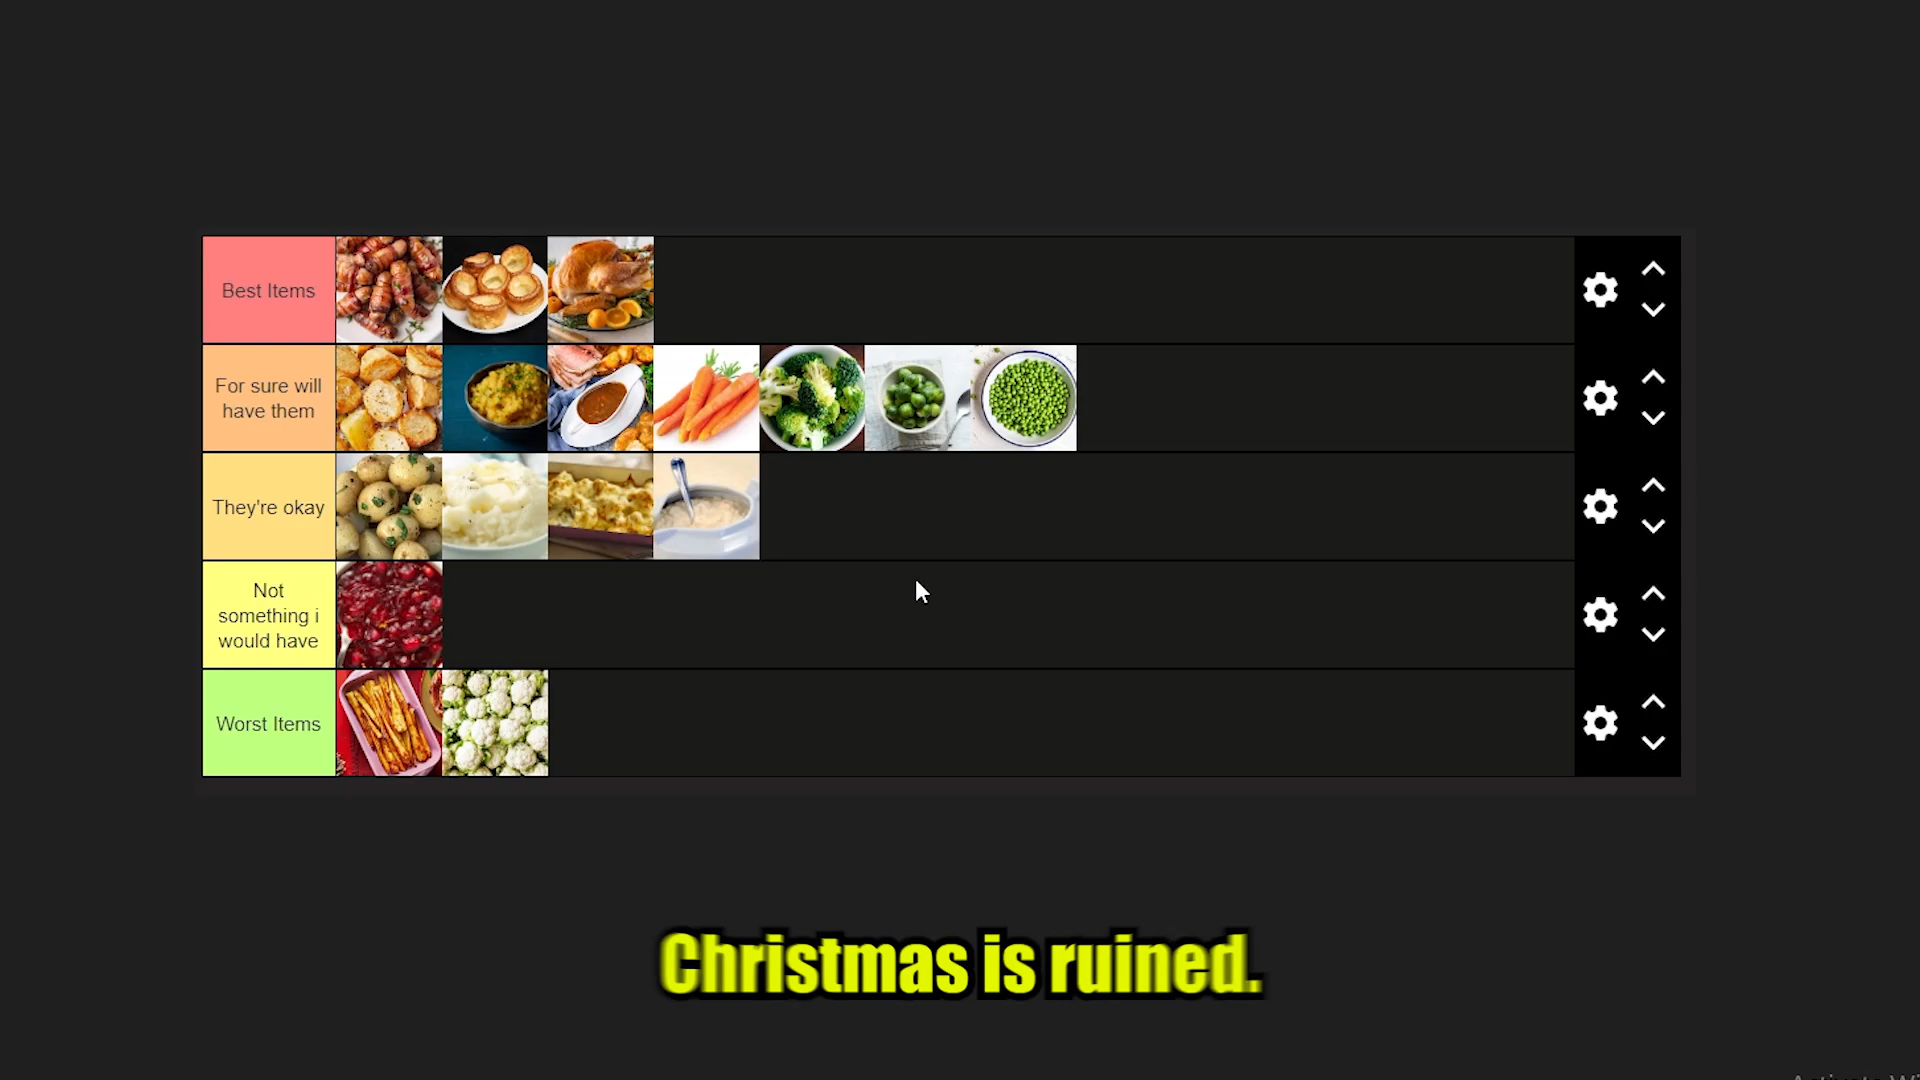 Best Items
For sure will
have them
They're okay
Not
something i
would have
Worst Items
Christmas is ruined.